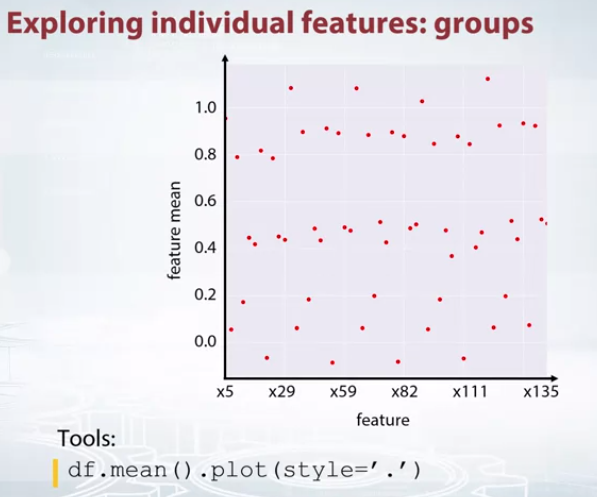 Exploring individual features: groups
1.0
0.8
0.6
0.4
0.2
0.0
feature mean
x5 x29 x59 x82 x111 x135
feature
Tools:
df.mean().plot(style=’.’)